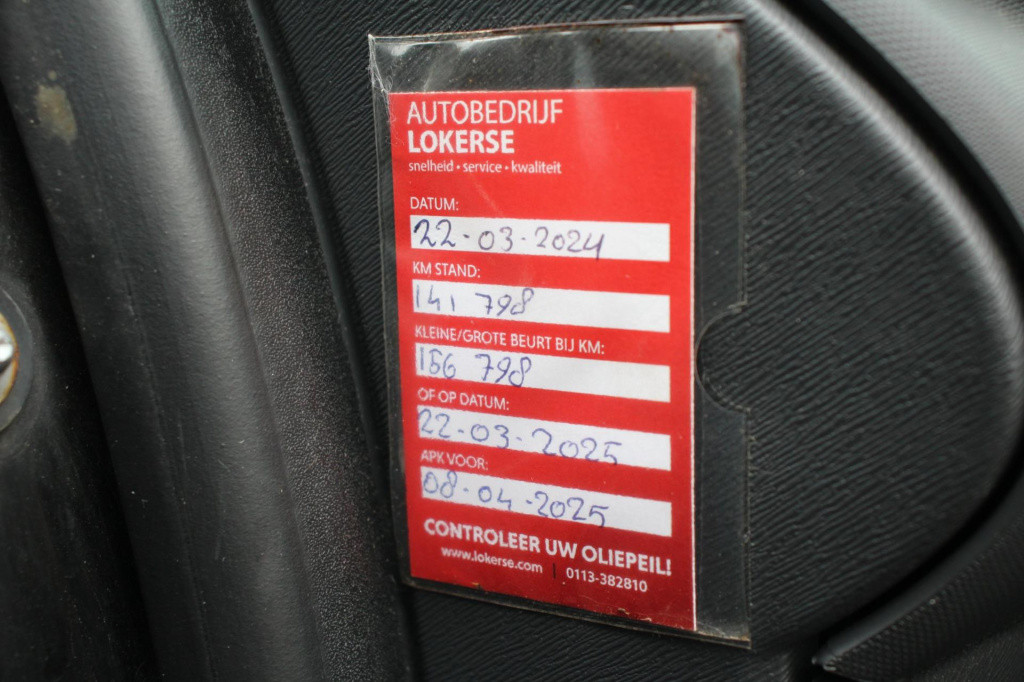 AUTOBEDRIJF
LOKERSE
snelheid • service • kwaliteit
DATUM:
22-03-2024
KM STAND:
141 798
KLEINE/GROTE BEURT BIJ KM:
156 798
OF OP DATUM:
22-03-2025
APK VOOR:
08-04-2025
CONTROLEER UW OLIEPEIL!
www.lokerse.com | 0113-382810